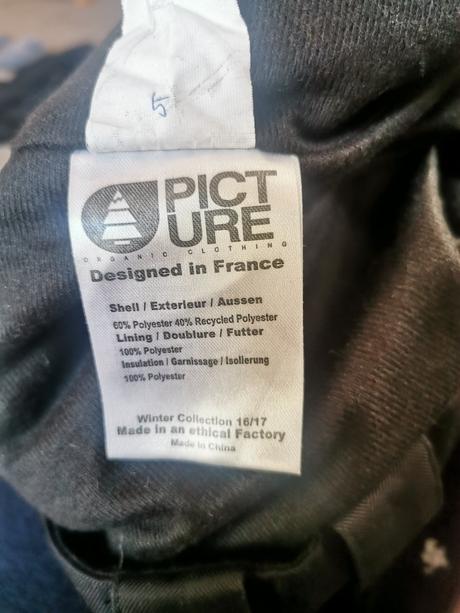 5
PICT
URE
ORGANIC CLOTHING
Designed in France
Shell / Exterieur / Aussen
60% Polyester 40% Recycled Polyester
Lining / Doublure / Futter
100% Polyester
Insulation / Garnissage / Isolierung
100% Polyester
Winter Collection 16/17
Made in an ethical Factory
Made in China